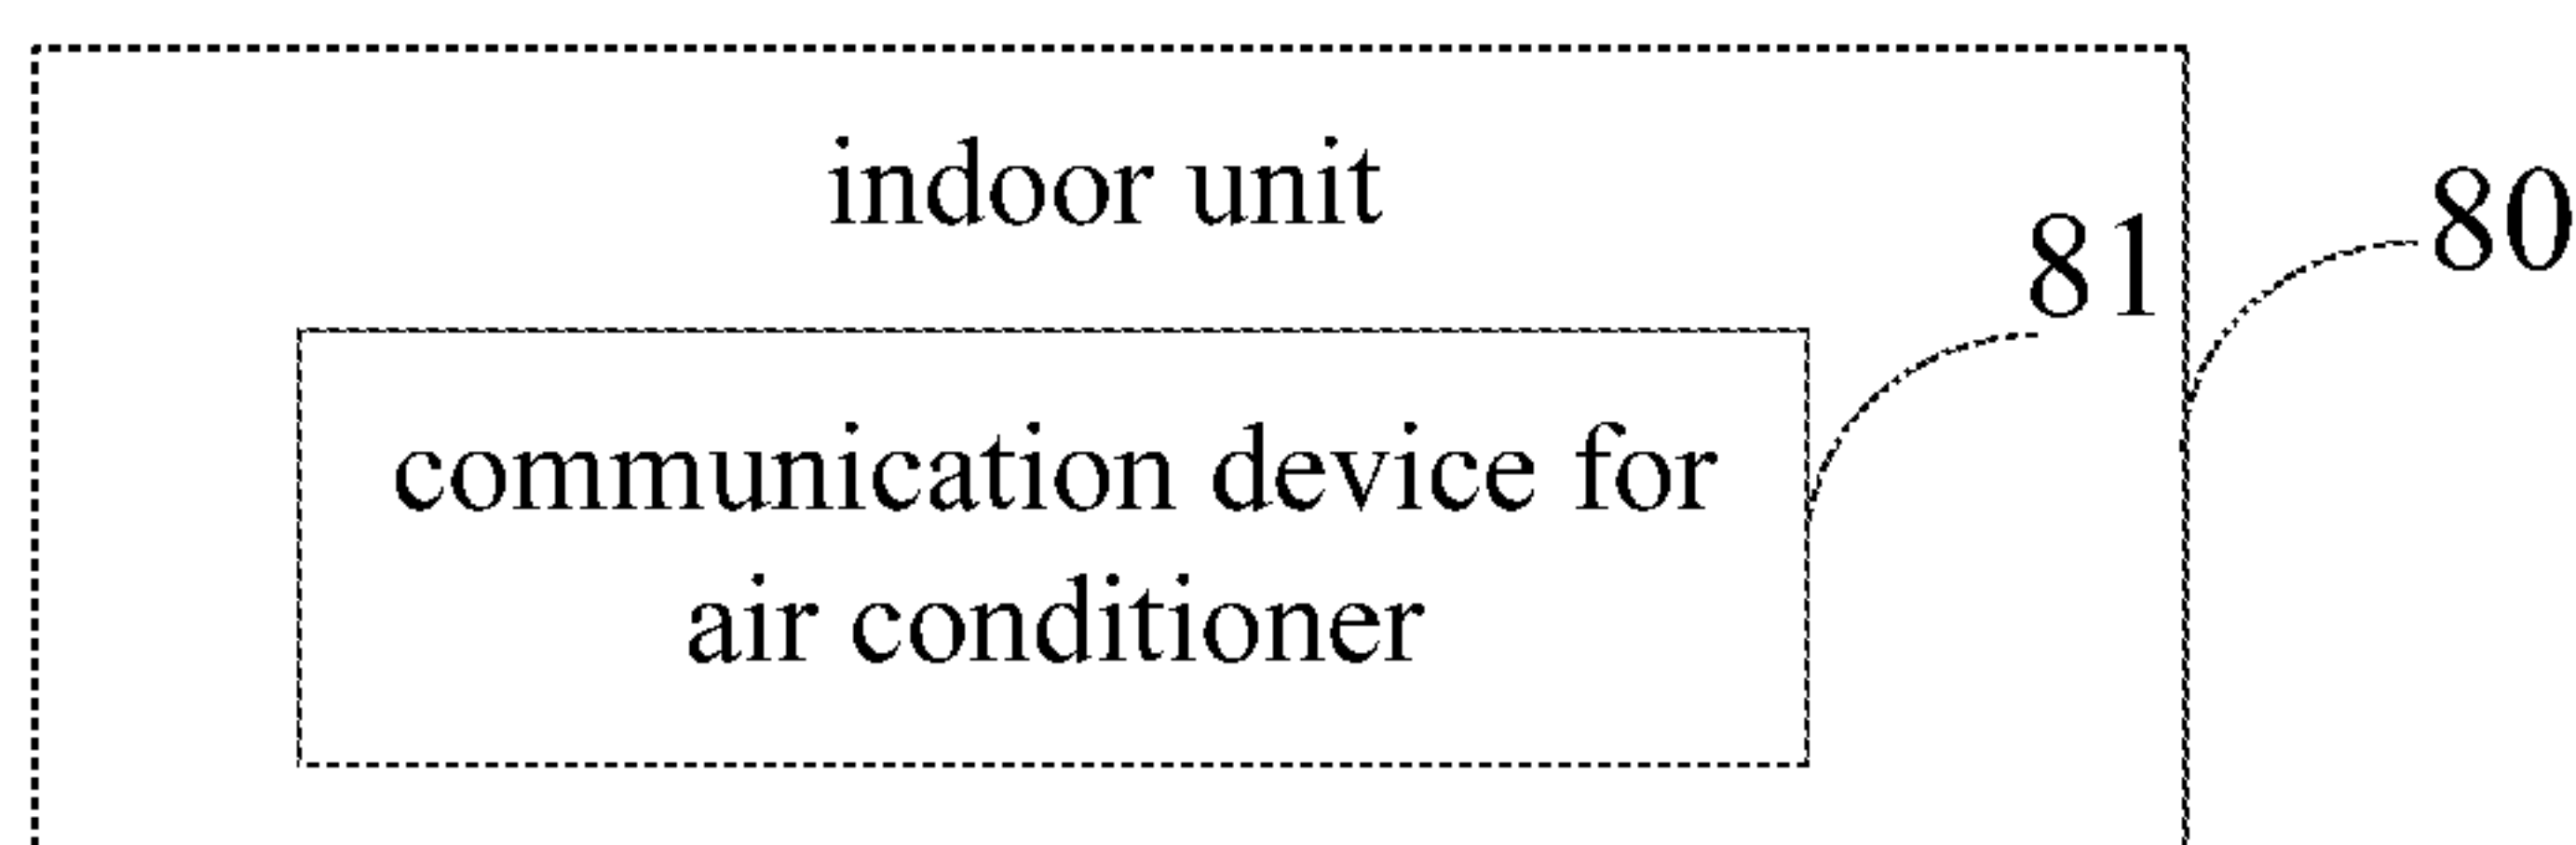 indoor unit
81
80
communication device for
air conditioner